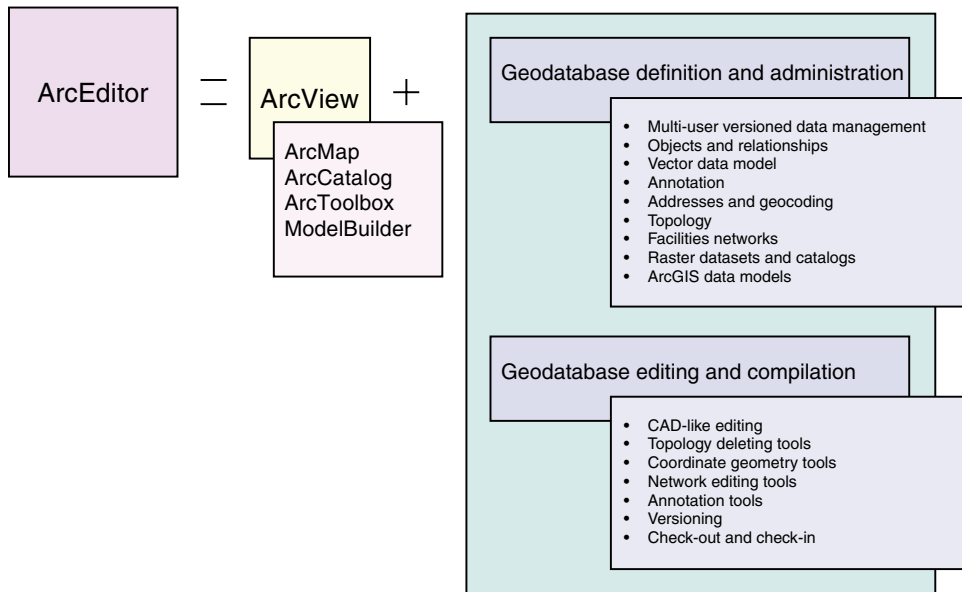 ArcEditor
=
ArcView
+
ArcMap
ArcCatalog
ArcToolbox
ModelBuilder
Geodatabase definition and administration
• Multi-user versioned data management
• Objects and relationships
• Vector data model
• Annotation
• Addresses and geocoding
• Topology
• Facilities networks
• Raster datasets and catalogs
• ArcGIS data models
Geodatabase editing and compilation
• CAD-like editing
• Topology deleting tools
• Coordinate geometry tools
• Network editing tools
• Annotation tools
• Versioning
• Check-out and check-in